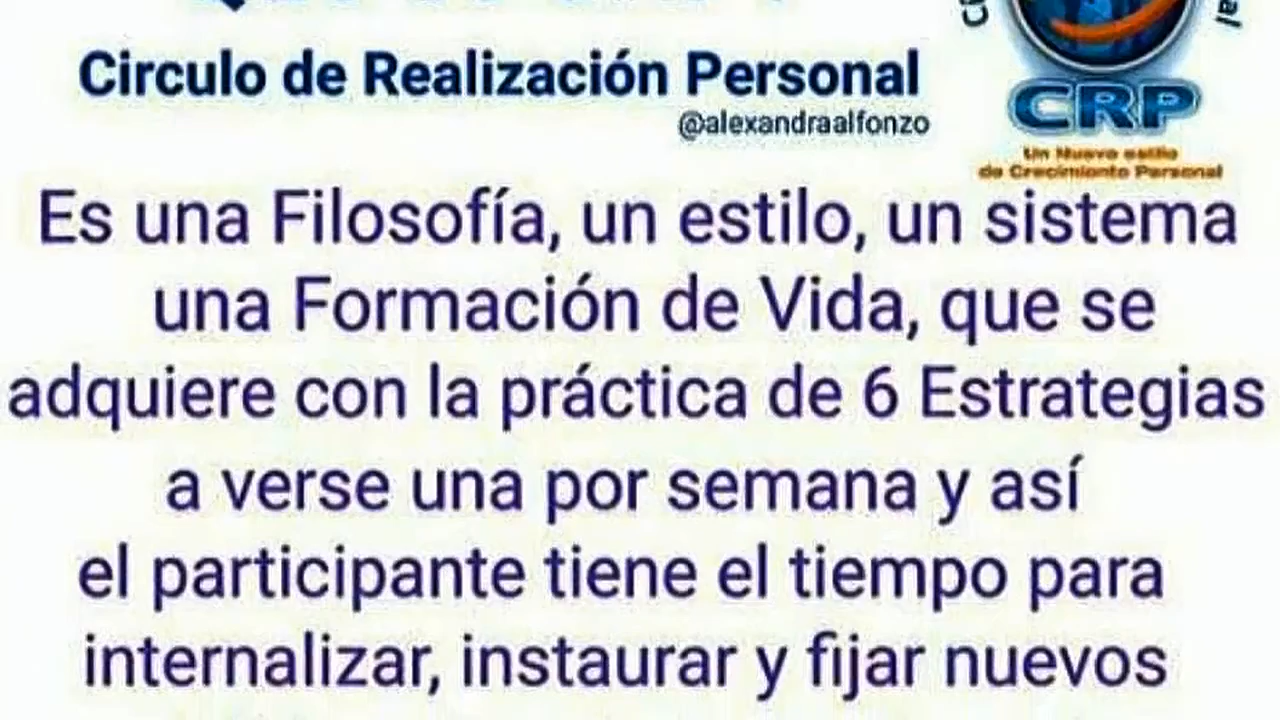 Circulo de Realización Personal
@alexandraalfonzo
CRP
Un Nuevo estilo
de Crecimiento Personal
Es una Filosofía, un estilo, un sistema
una Formación de Vida, que se
adquiere con la práctica de 6 Estrategias
a verse una por semana y así
el participante tiene el tiempo para
internalizar, instaurar y fijar nuevos